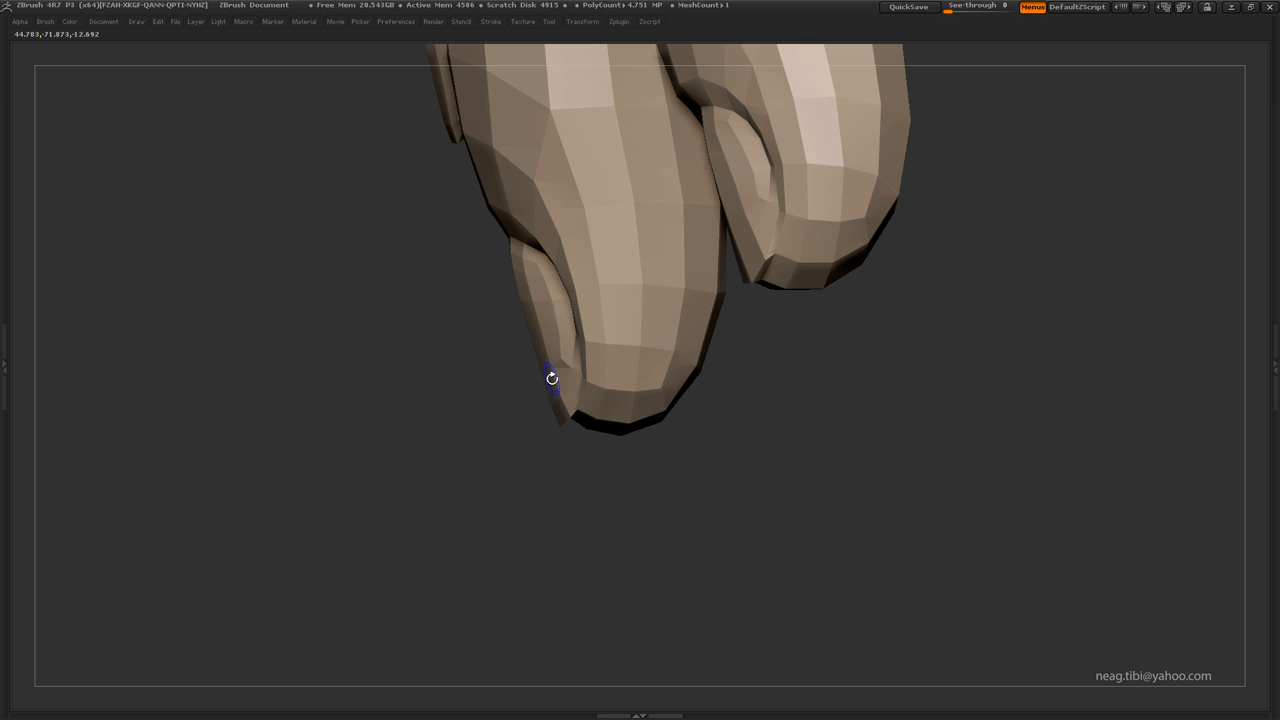 ZBrush 4R7 P3 (x64)[FZAH-XKGF-QANN-QPTI-NYHZ] ZBrush Document • Free Mem 20.543GB • Active Mem 4586 • Scratch Disk 4915 • • PolyCount▸4.751 MP • MeshCount▸1 QuickSave See-through 0 Menus DefaultZScript
Alpha Brush Color Document Draw Edit File Layer Light Macro Marker Material Movie Picker Preferences Render Stencil Stroke Texture Tool Transform Zplugin Zscript
44.783,-71.873,-12.692
neag.tibi@yahoo.com